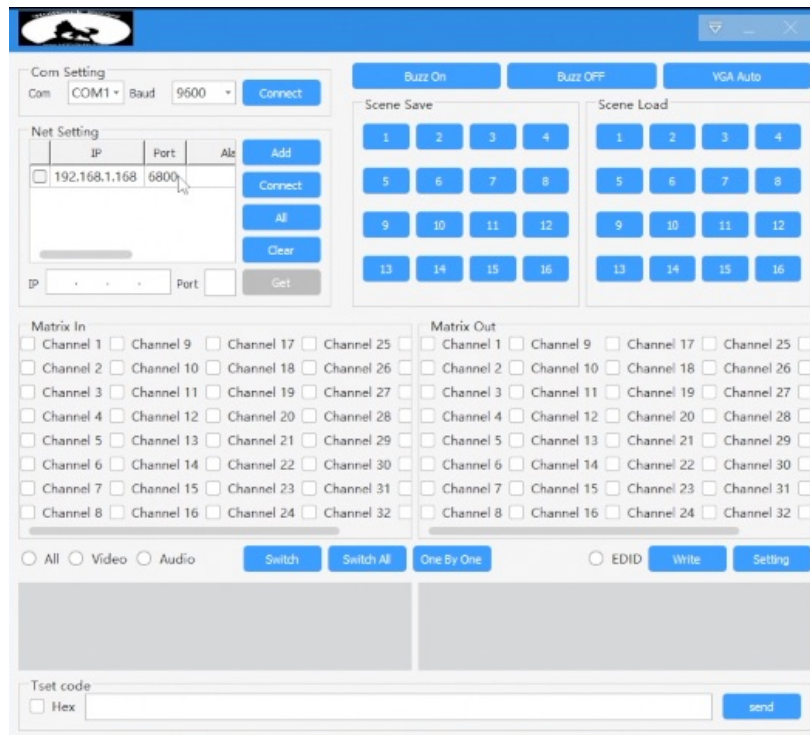 Buzz On Buzz OFF VGA Auto
Com Setting
Com COM1 Baud 9600 Connect
Net Setting
IP Port Als Add
192.168.1.168 6800 Connect
All
Clear
IP . . . Port Get
Scene Save
1 2 3 4
5 6 7 8
9 10 11 12
13 14 15 16
Scene Load
1 2 3 4
5 6 7 8
9 10 11 12
13 14 15 16
Matrix In
Channel 1 Channel 9 Channel 17 Channel 25
Channel 2 Channel 10 Channel 18 Channel 26
Channel 3 Channel 11 Channel 19 Channel 27
Channel 4 Channel 12 Channel 20 Channel 28
Channel 5 Channel 13 Channel 21 Channel 29
Channel 6 Channel 14 Channel 22 Channel 30
Channel 7 Channel 15 Channel 23 Channel 31
Channel 8 Channel 16 Channel 24 Channel 32
Matrix Out
Channel 1 Channel 9 Channel 17 Channel 25
Channel 2 Channel 10 Channel 18 Channel 26
Channel 3 Channel 11 Channel 19 Channel 27
Channel 4 Channel 12 Channel 20 Channel 28
Channel 5 Channel 13 Channel 21 Channel 29
Channel 6 Channel 14 Channel 22 Channel 30
Channel 7 Channel 15 Channel 23 Channel 31
Channel 8 Channel 16 Channel 24 Channel 32
All Video Audio Switch Switch All One By One EDID Write Setting
Tset code
Hex send